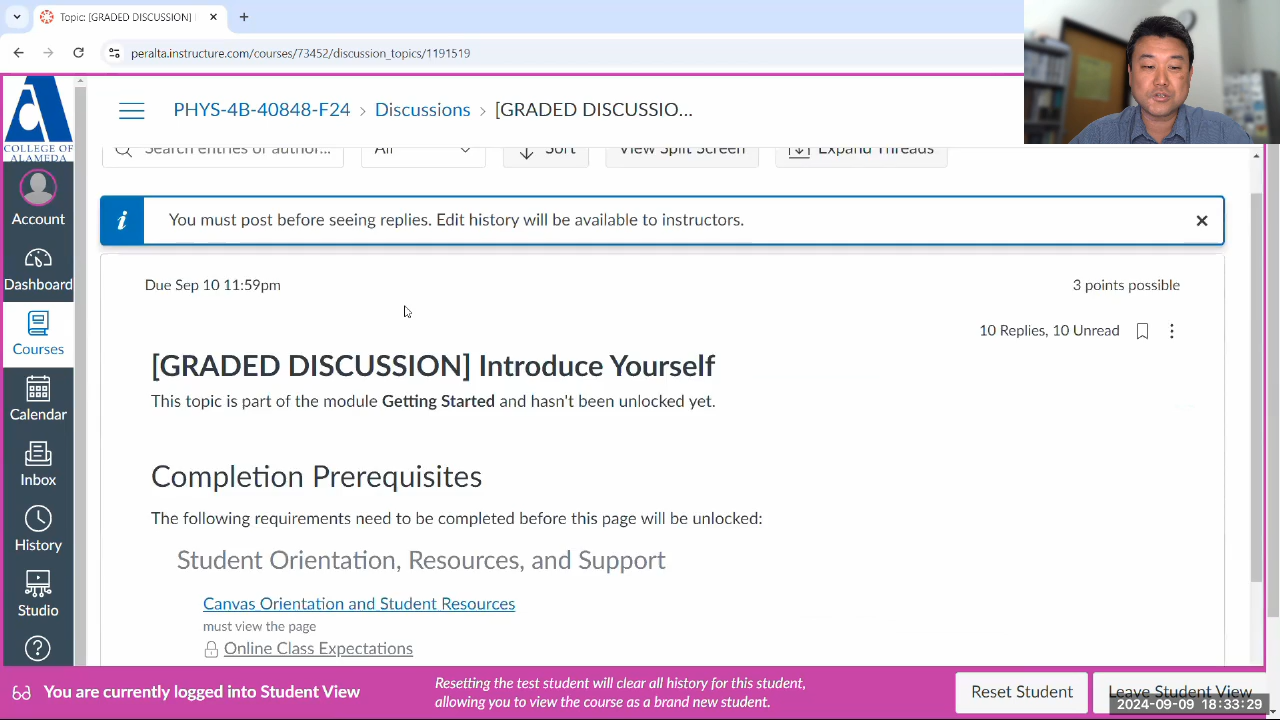 Topic: [GRADED DISCUSSION] I
peralta.instructure.com/courses/73452/discussion_topics/1191519
COLLEGE OF
ALAMEDA
Account
Dashboard
Courses
Calendar
Inbox
History
Studio
PHYS-4B-40848-F24 › Discussions › [GRADED DISCUSSIO...
Search entries or author...
All
Sort
View Split Screen
Expand Threads
You must post before seeing replies. Edit history will be available to instructors.
Due Sep 10 11:59pm
3 points possible
10 Replies, 10 Unread
[GRADED DISCUSSION] Introduce Yourself
This topic is part of the module Getting Started and hasn't been unlocked yet.
Completion Prerequisites
The following requirements need to be completed before this page will be unlocked:
Student Orientation, Resources, and Support
Canvas Orientation and Student Resources
must view the page
Online Class Expectations
You are currently logged into Student View
Resetting the test student will clear all history for this student,
allowing you to view the course as a brand new student.
Reset Student
Leave Student View
2024-09-09 18:33:29